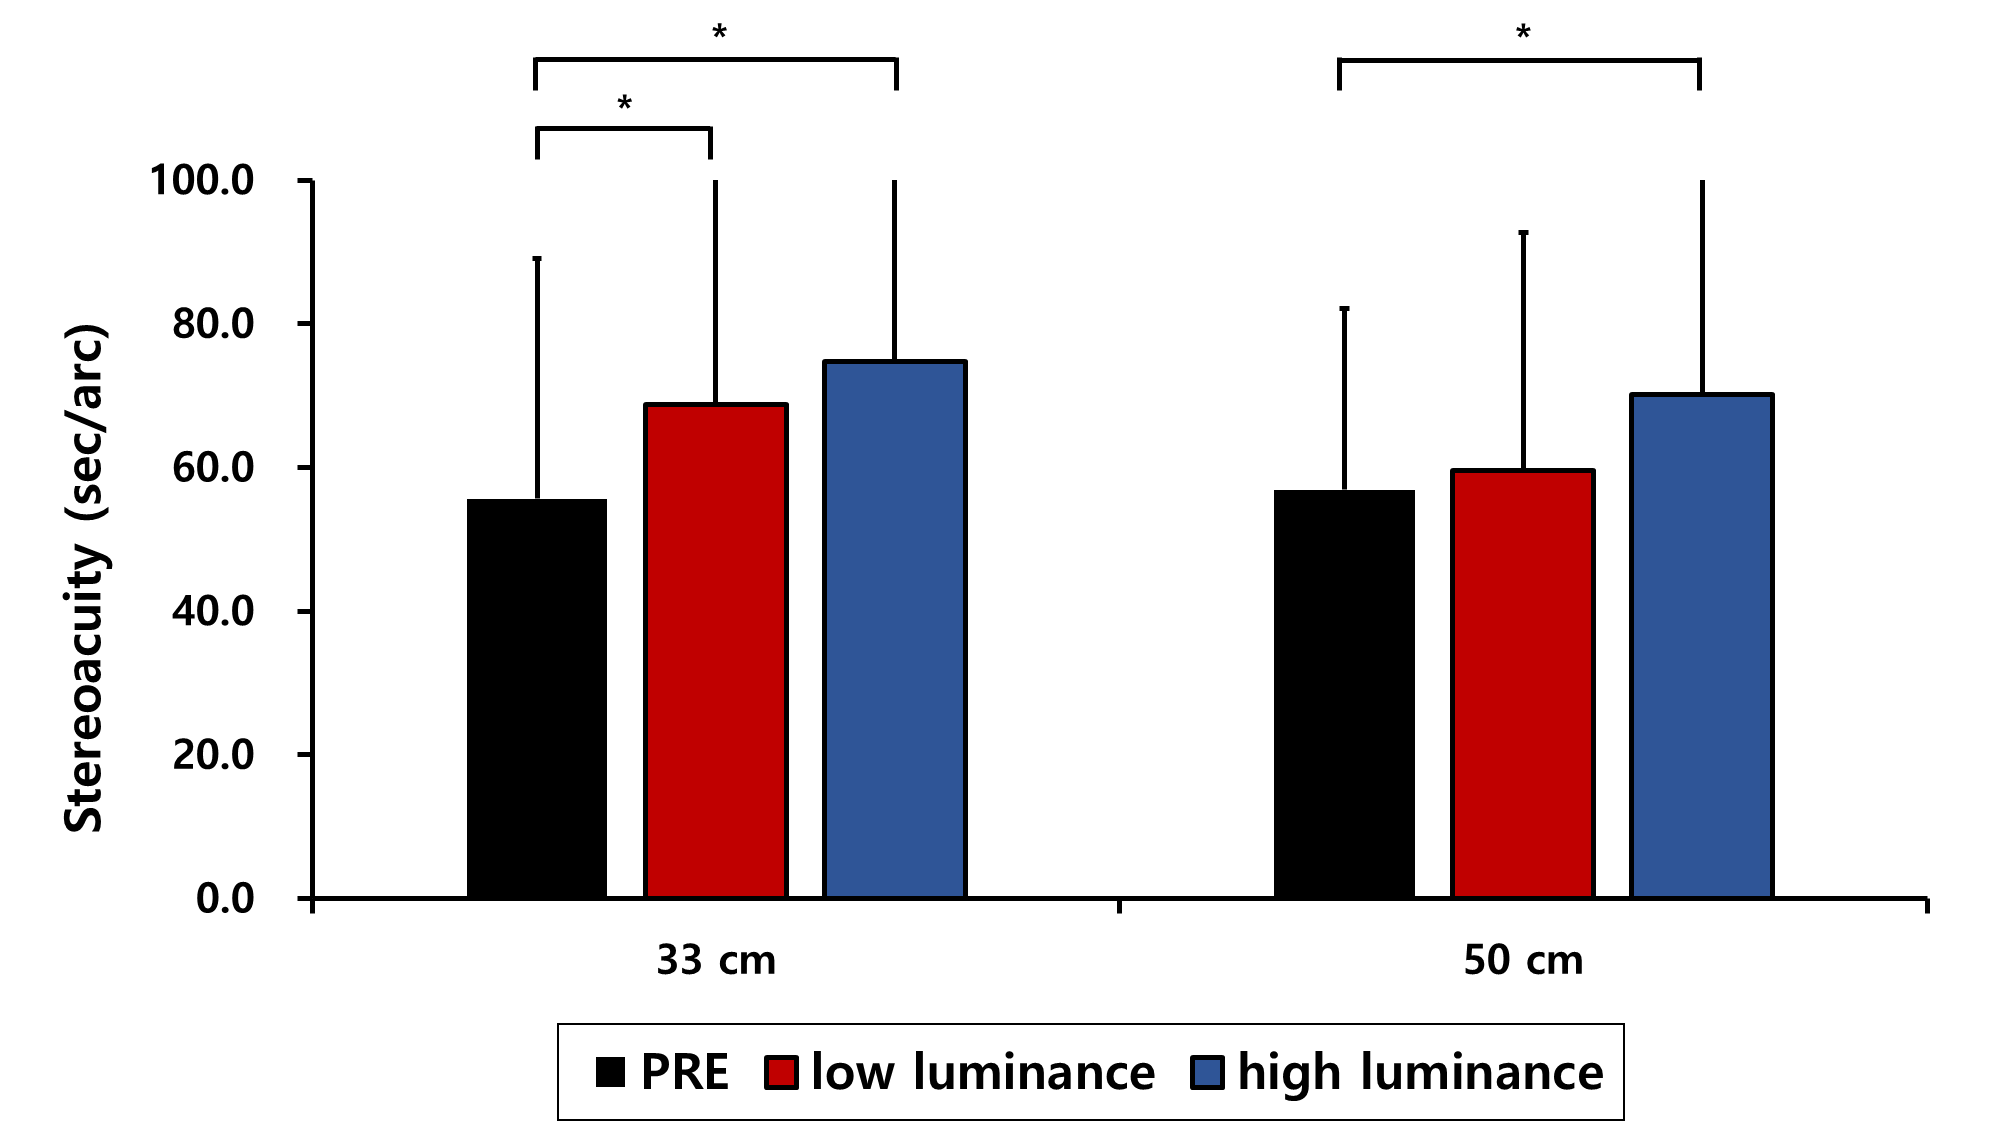 *
*
*
100.0
80.0
60.0
40.0
20.0
0.0
Stereoacuity (sec/arc)
33 cm
50 cm
PRE low luminance high luminance